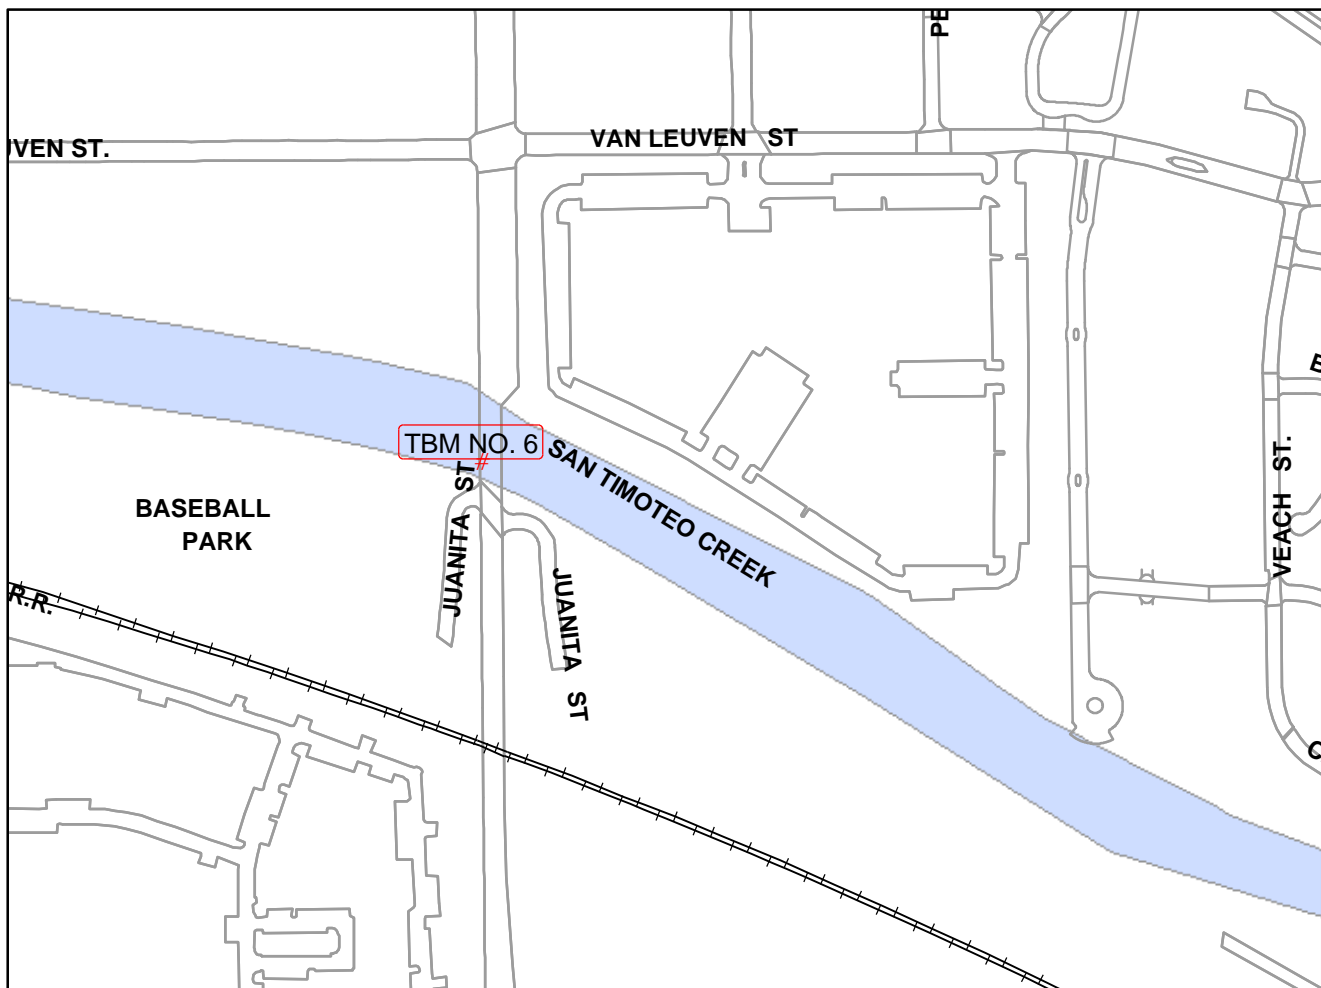 VAN LEUVEN ST
VEN ST.
TBM NO. 6
#
SAN TIMOTEO CREEK
JUANITA ST
BASEBALL
PARK
VEACH ST.
JUANITA ST
R.R.